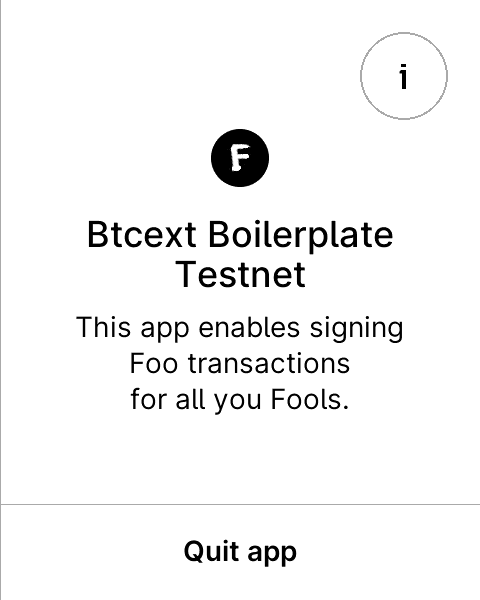 i
F
Btcext Boilerplate
Testnet
This app enables signing
Foo transactions
for all you Fools.
Quit app